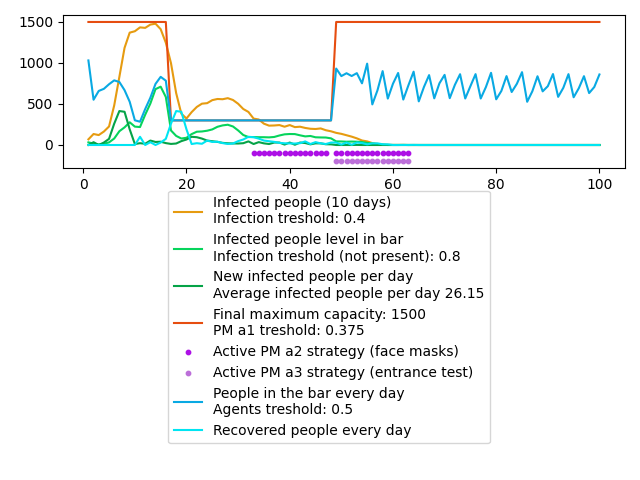 1500
1000
500
0
0 20 40 60 80 100
Infected people (10 days)
Infection treshold: 0.4
Infected people level in bar
Infection treshold (not present): 0.8
New infected people per day
Average infected people per day 26.15
Final maximum capacity: 1500
PM a1 treshold: 0.375
Active PM a2 strategy (face masks)
Active PM a3 strategy (entrance test)
People in the bar every day
Agents treshold: 0.5
Recovered people every day